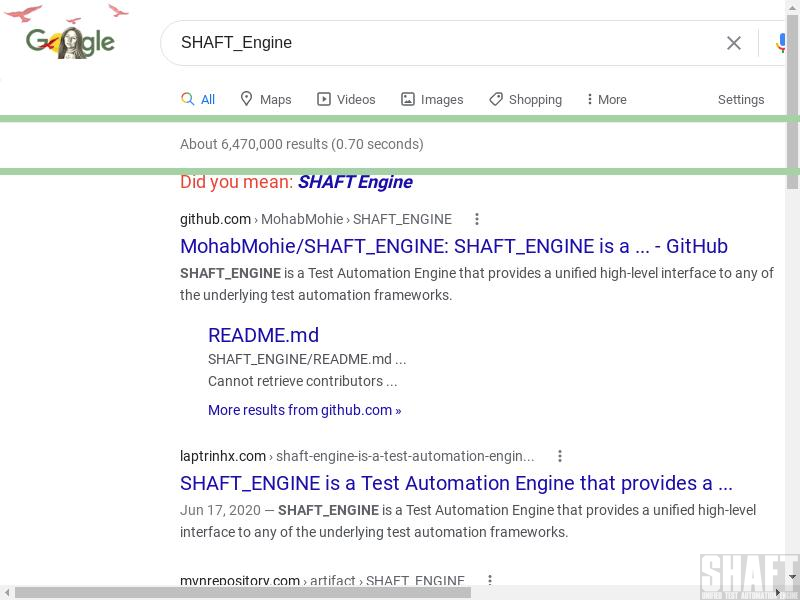 Google
SHAFT_Engine
All Maps Videos Images Shopping More Settings
About 6,470,000 results (0.70 seconds)
Did you mean: SHAFT Engine
github.com › MohabMohie › SHAFT_ENGINE
MohabMohie/SHAFT_ENGINE: SHAFT_ENGINE is a ... - GitHub
SHAFT_ENGINE is a Test Automation Engine that provides a unified high-level interface to any of
the underlying test automation frameworks.
README.md
SHAFT_ENGINE/README.md ...
Cannot retrieve contributors ...
More results from github.com »
laptrinhx.com › shaft-engine-is-a-test-automation-engin...
SHAFT_ENGINE is a Test Automation Engine that provides a ...
Jun 17, 2020 — SHAFT_ENGINE is a Test Automation Engine that provides a unified high-level
interface to any of the underlying test automation frameworks.
mvnrepository.com › artifact › SHAFT_ENGINE
SHAFT
UNIFIED TEST AUTOMATION ENGINE